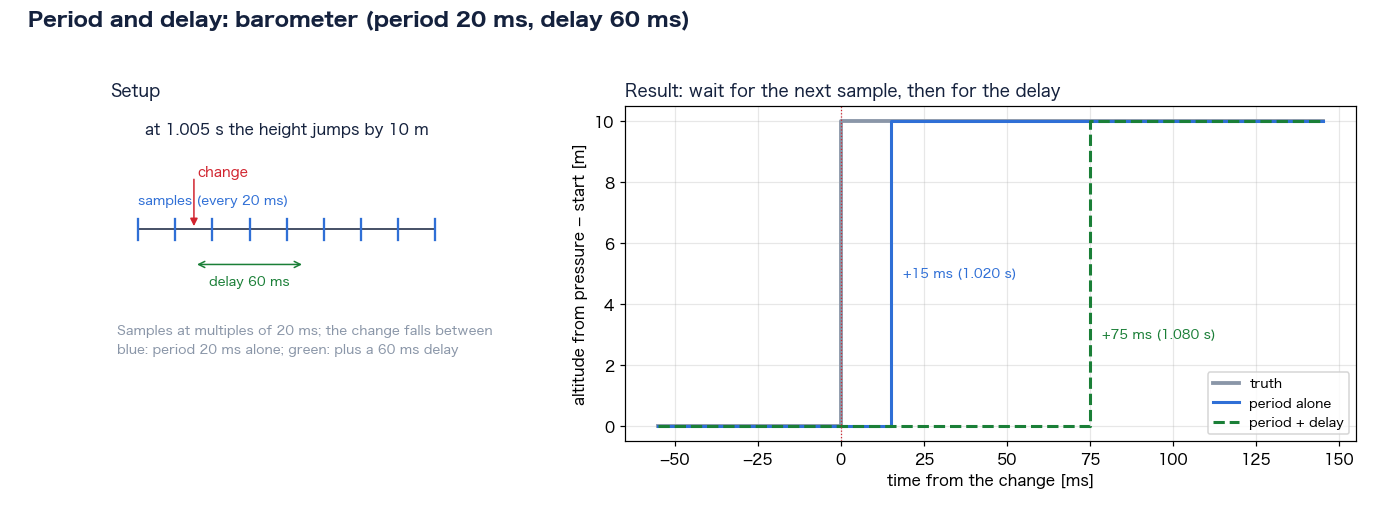 Period and delay: barometer (period 20 ms, delay 60 ms)
Setup
at 1.005 s the height jumps by 10 m
change
samples (every 20 ms)
delay 60 ms
Samples at multiples of 20 ms; the change falls between
blue: period 20 ms alone; green: plus a 60 ms delay
Result: wait for the next sample, then for the delay
altitude from pressure − start [m]
10
8
6
4
2
0
+15 ms (1.020 s)
+75 ms (1.080 s)
truth
period alone
period + delay
−50 −25 0 25 50 75 100 125 150
time from the change [ms]